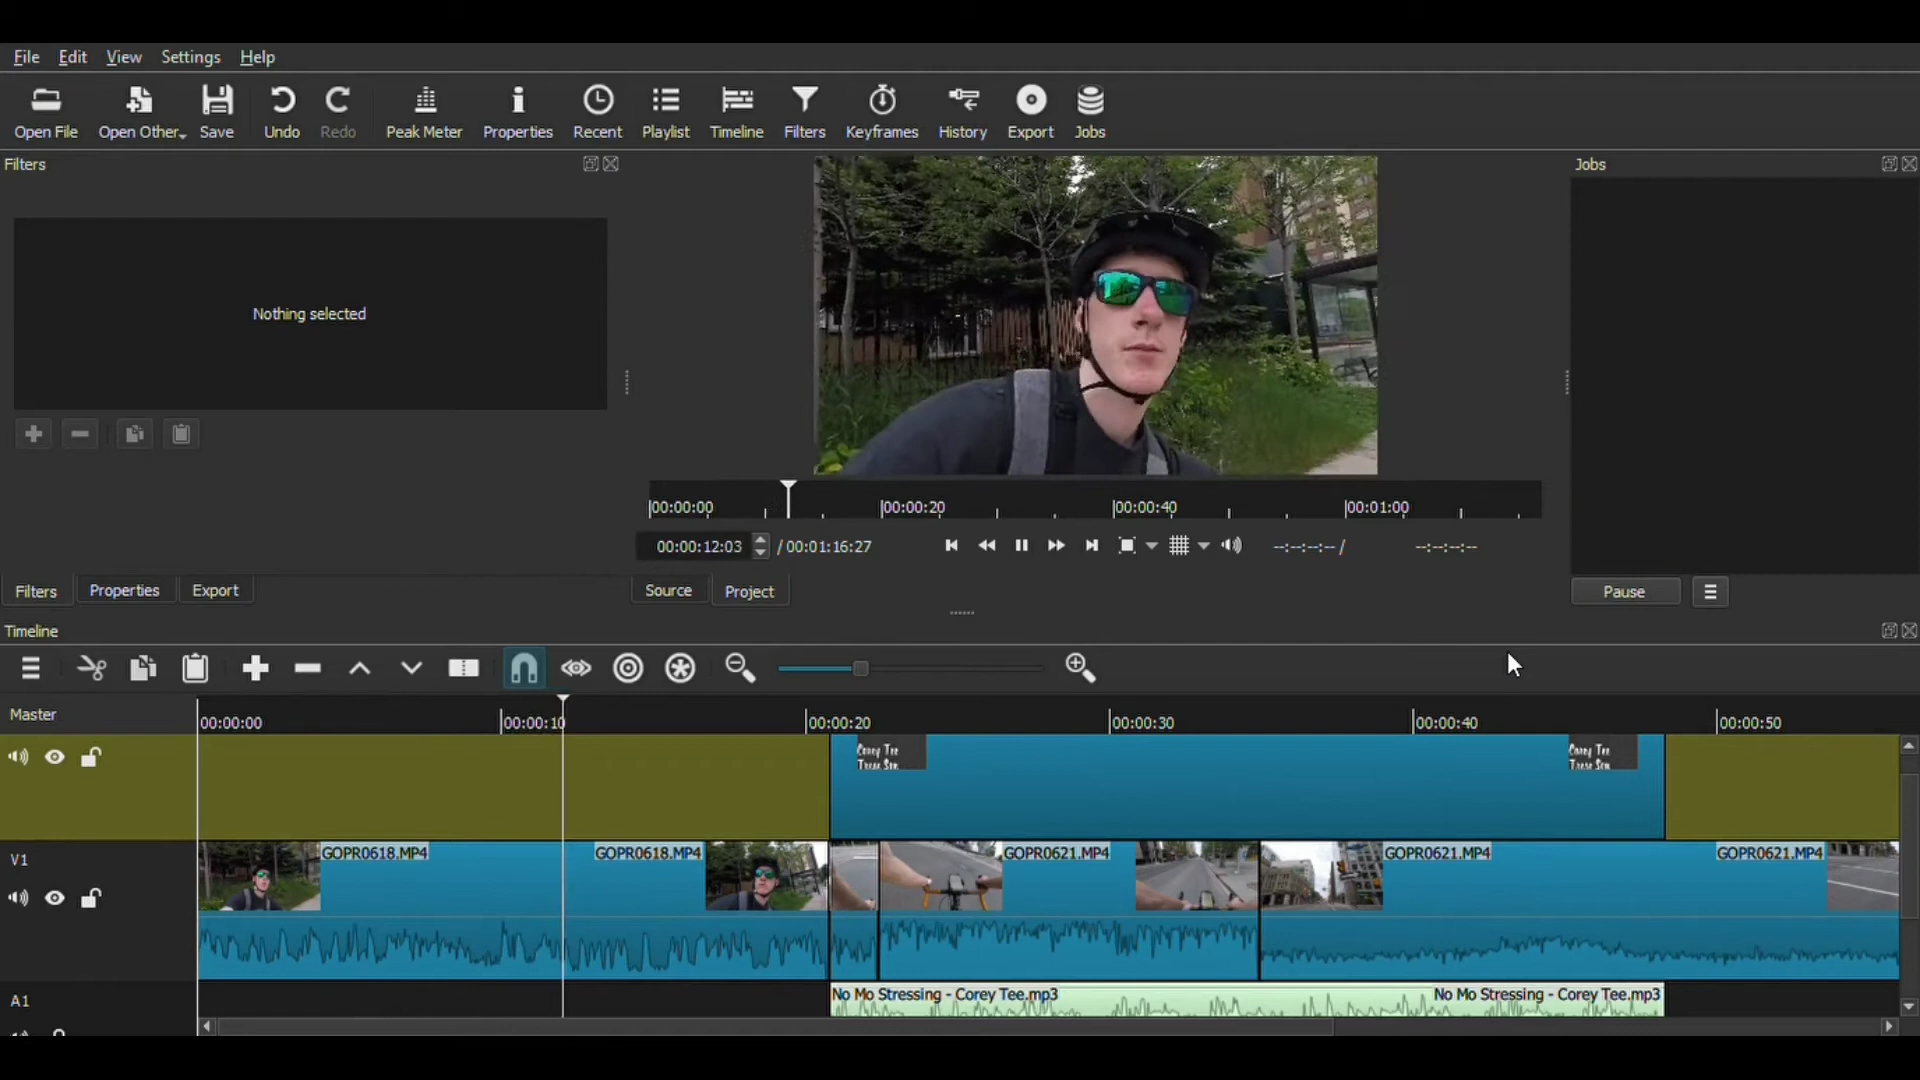 File Edit View Settings Help
Open File Open Other Save Undo Redo Peak Meter Properties Recent Playlist Timeline Filters Keyframes History Export Jobs
Filters
Jobs
Nothing selected
00:00:00 00:00:20 00:00:40 00:01:00
00:00:12:03 / 00:01:16:27 --:--:--:-- / --:--:--:--
Filters Properties Export Source Project Pause
Timeline
Master 00:00:00 00:00:10 00:00:20 00:00:30 00:00:40 00:00:50
Corey Tee Corey Tee
V1 GOPR0618.MP4 GOPR0618.MP4 GOPR0621.MP4 GOPR0621.MP4 GOPR0621.MP4
A1 No Mo Stressing - Corey Tee.mp3 No Mo Stressing - Corey Tee.mp3